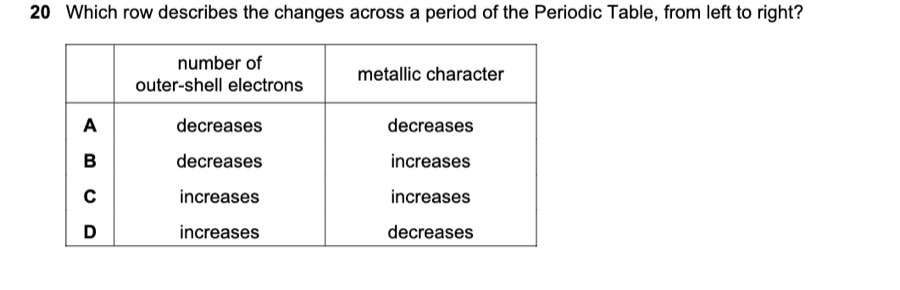 20 Which row describes the changes across a period of the Periodic Table, from left to right?
number of
outer-shell electrons
metallic character
A decreases decreases
B decreases increases
C increases increases
D increases decreases